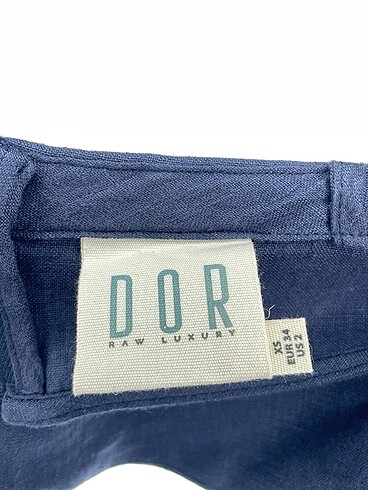 DOR
RAW LUXURY
XS
EUR 34
US 2